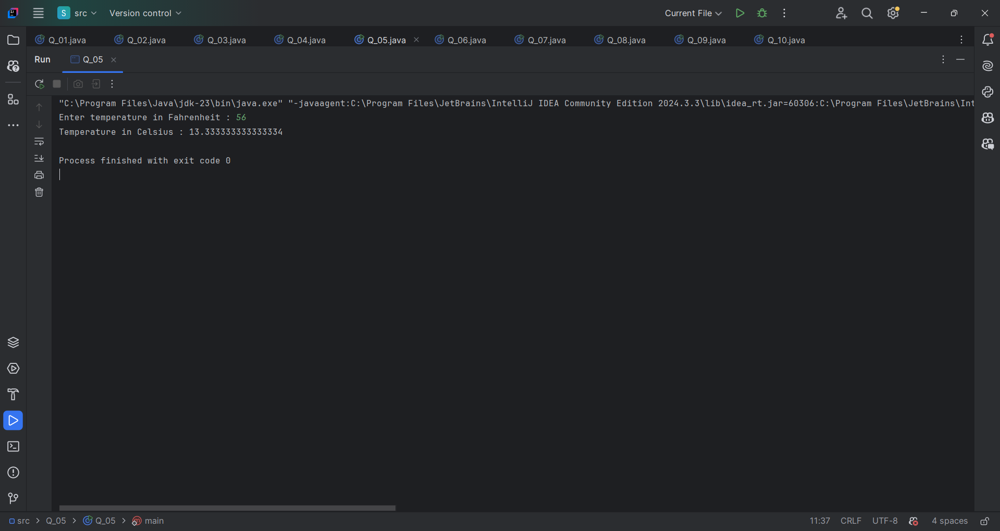 S src Version control Current File
Q_01.java Q_02.java Q_03.java Q_04.java Q_05.java Q_06.java Q_07.java Q_08.java Q_09.java Q_10.java
Run Q_05
"C:\Program Files\Java\jdk-23\bin\java.exe" "-javaagent:C:\Program Files\JetBrains\IntelliJ IDEA Community Edition 2024.3.3\lib\idea_rt.jar=60306:C:\Program Files\JetBrains\Int
Enter temperature in Fahrenheit : 56
Temperature in Celsius : 13.333333333333334
Process finished with exit code 0
src > Q_05 > Q_05 > main 11:37 CRLF UTF-8 4 spaces